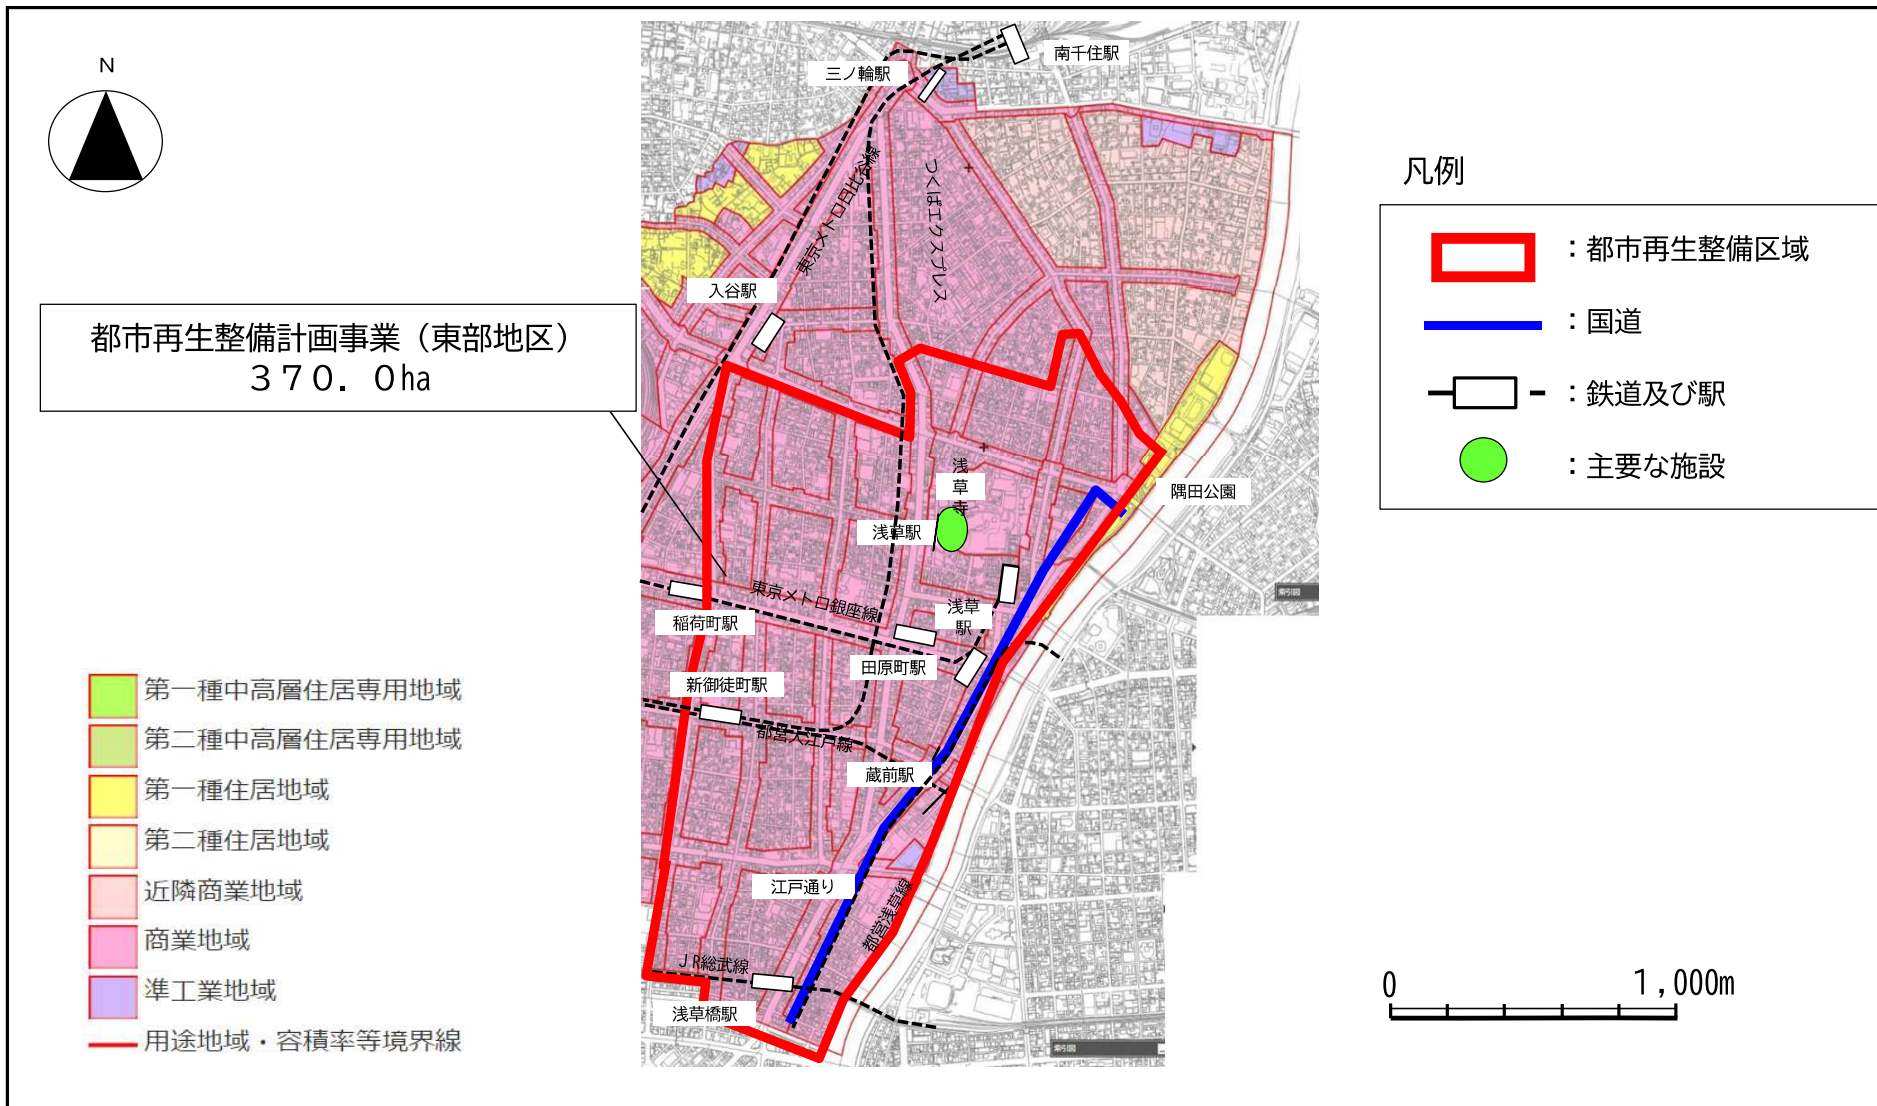 N
南千住駅
三ノ輪駅
東京メトロ日比谷線
つくばエクスプレス
入谷駅
都市再生整備計画事業（東部地区）
３７０．０ha
浅草寺
隅田公園
浅草駅
東京メトロ銀座線
浅草駅
稲荷町駅
田原町駅
新御徒町駅
都営大江戸線
蔵前駅
江戸通り
都営浅草線
ＪR総武線
浅草橋駅
索引図
索引図
凡例
：都市再生整備区域
：国道
：鉄道及び駅
：主要な施設
第一種中高層住居専用地域
第二種中高層住居専用地域
第一種住居地域
第二種住居地域
近隣商業地域
商業地域
準工業地域
用途地域・容積率等境界線
0
1,000m